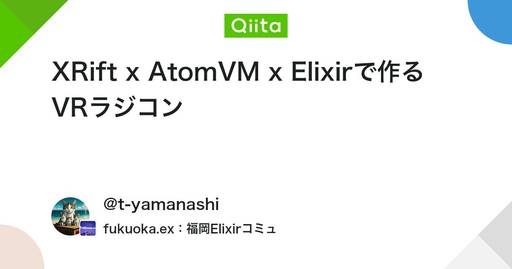 Qiita
XRift x AtomVM x Elixirで作る
VRラジコン
@t-yamanashi
fukuoka.ex：福岡Elixirコミュ